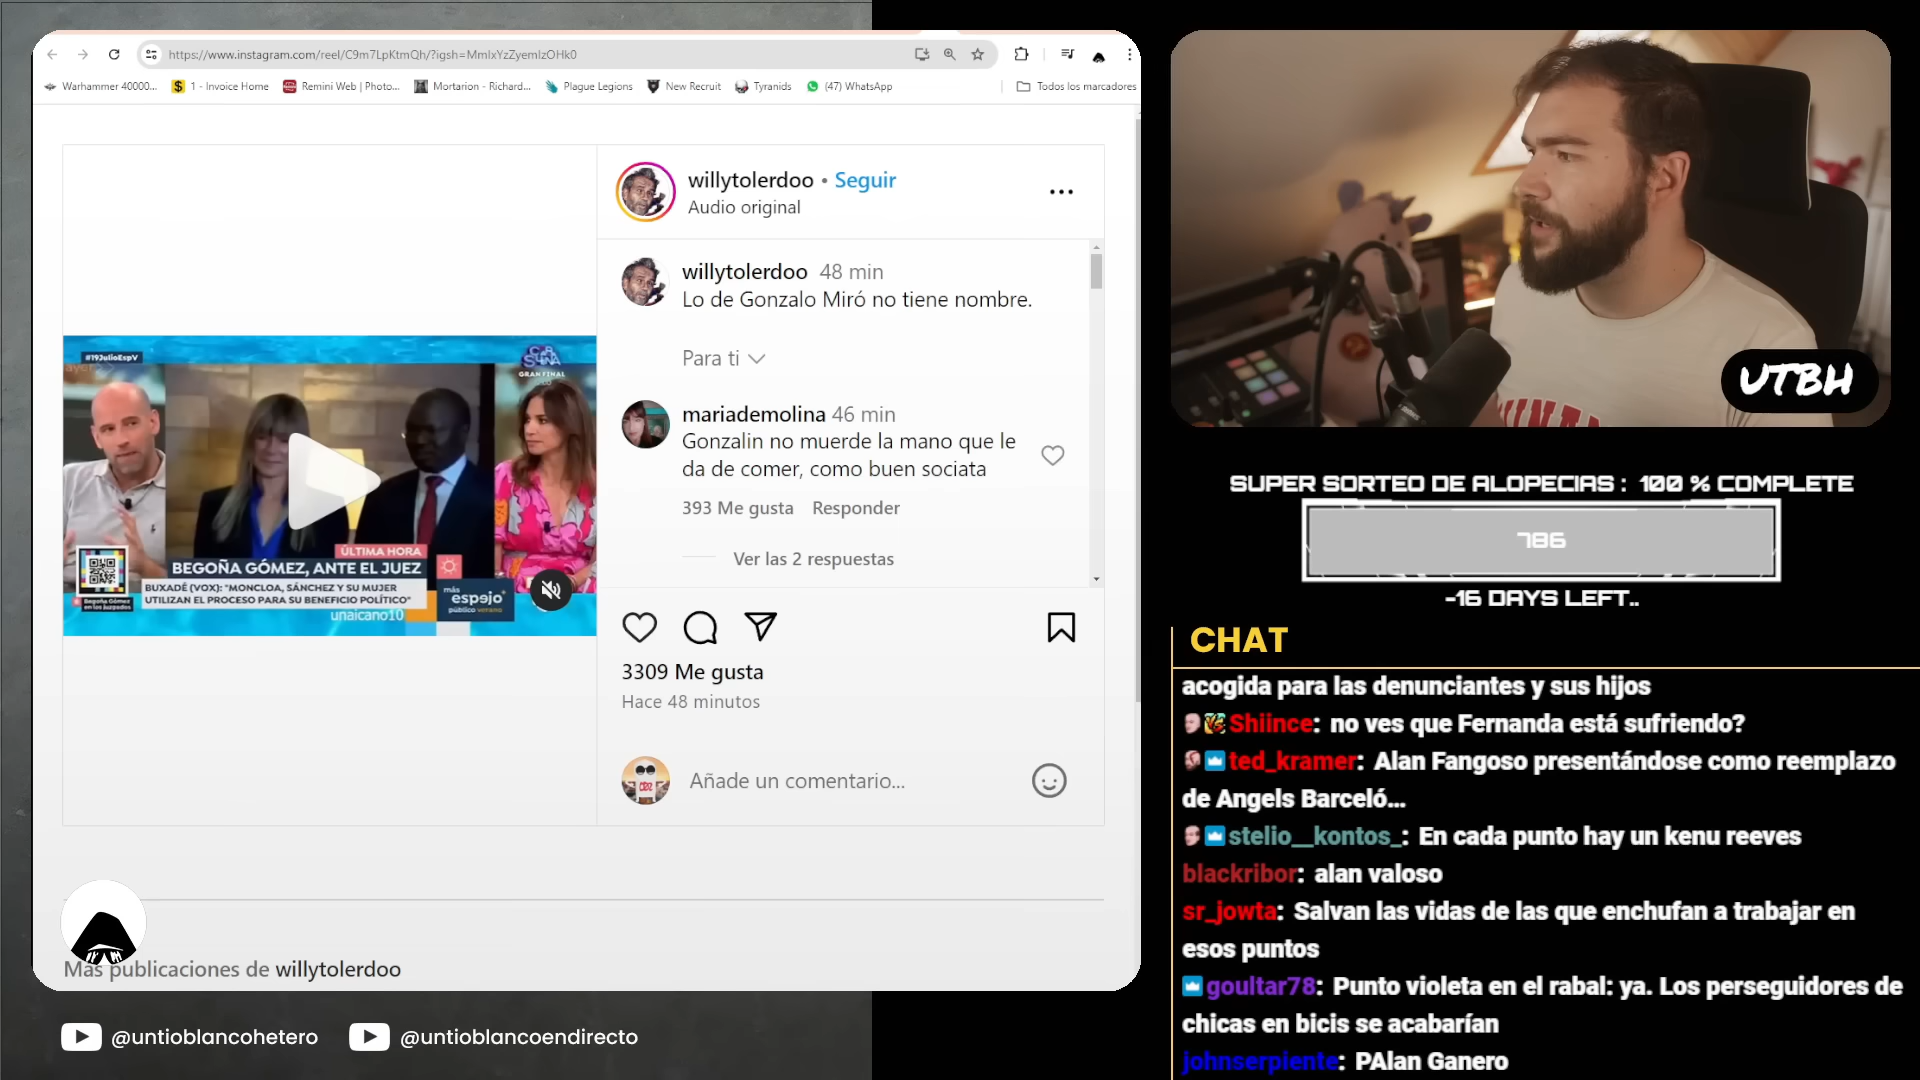 https://www.instagram.com/reel/C9m7LpKtmQh/?igsh=MmlxYzZyemIzOHk0
Warhammer 40000...
1 - Invoice Home
Remini Web | Photo...
Mortarion - Richard...
Plague Legions
New Recruit
Tyranids
(47) WhatsApp
Todos los marcadores
willytolerdoo • Seguir
Audio original
willytolerdoo 48 min
Lo de Gonzalo Miró no tiene nombre.
Para ti
mariademolina 46 min
Gonzalin no muerde la mano que le
da de comer, como buen sociata
393 Me gusta Responder
Ver las 2 respuestas
3309 Me gusta
Hace 48 minutos
Añade un comentario...
#19JulioEspV
GRAN FINAL
ÚLTIMA HORA
BEGOÑA GÓMEZ, ANTE EL JUEZ
BUXADÉ (VOX): "MONCLOA, SÁNCHEZ Y SU MUJER
UTILIZAN EL PROCESO PARA SU BENEFICIO POLÍTICO"
Begoña Gómez
en los juzgados
más
espejo
público verano
unaicano10
Más publicaciones de willytolerdoo
@untioblancohetero
@untioblancoendirecto
UTBH
SUPER SORTEO DE ALOPECIAS : 100 % COMPLETE
786
-16 DAYS LEFT..
CHAT
acogida para las denunciantes y sus hijos
Shiince: no ves que Fernanda está sufriendo?
ted_kramer: Alan Fangoso presentándose como reemplazo
de Angels Barceló...
stelio__kontos_: En cada punto hay un kenu reeves
blackribor: alan valoso
sr_jowta: Salvan las vidas de las que enchufan a trabajar en
esos puntos
goultar78: Punto violeta en el rabal: ya. Los perseguidores de
chicas en bicis se acabarían
johnserpiente: PAlan Ganero